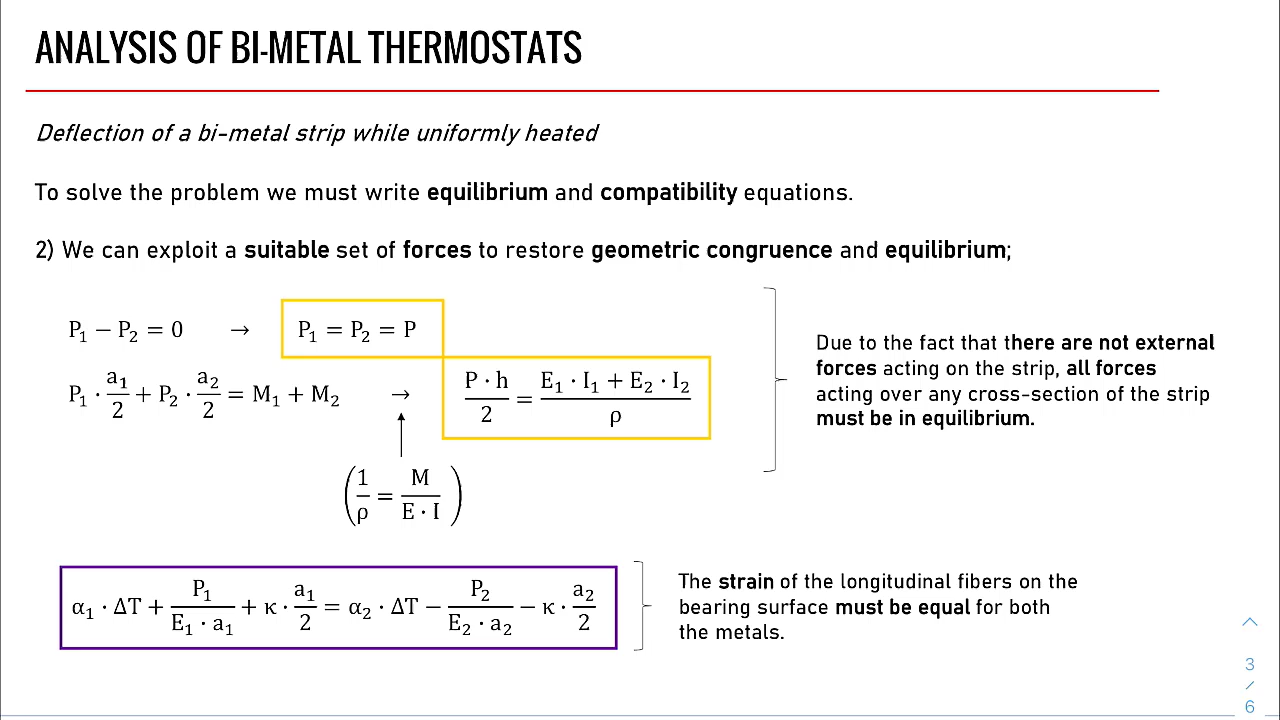 ANALYSIS OF BI-METAL THERMOSTATS
Deflection of a bi-metal strip while uniformly heated
To solve the problem we must write equilibrium and compatibility equations.
2) We can exploit a suitable set of forces to restore geometric congruence and equilibrium;
P₁ − P₂ = 0 → P₁ = P₂ = P
P₁ · a₁/2 + P₂ · a₂/2 = M₁ + M₂ → P · h/2 = E₁ · I₁ + E₂ · I₂/ρ
(1/ρ = M/E · I)
Due to the fact that there are not external
forces acting on the strip, all forces
acting over any cross-section of the strip
must be in equilibrium.
α₁ · ΔT + P₁/E₁ · a₁ + κ · a₁/2 = α₂ · ΔT − P₂/E₂ · a₂ − κ · a₂/2
The strain of the longitudinal fibers on the
bearing surface must be equal for both
the metals.
3
/
6